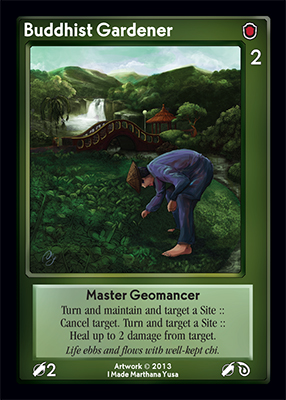 Buddhist Gardener
2
Master Geomancer
Turn and maintain and target a Site ::
Cancel target. Turn and target a Site ::
Heal up to 2 damage from target.
Life ebbs and flows with well-kept chi.
2
Artwork © 2013
I Made Marthana Yusa